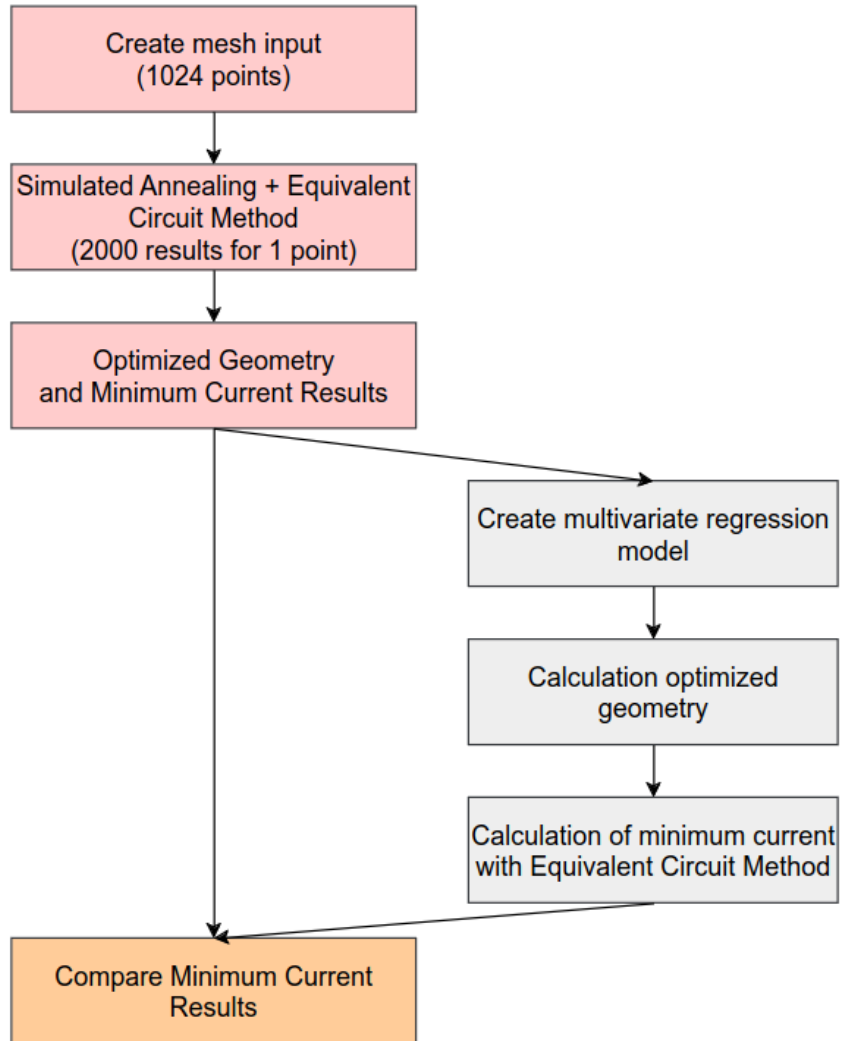 Create mesh input
(1024 points)
Simulated Annealing + Equivalent
Circuit Method
(2000 results for 1 point)
Optimized Geometry
and Minimum Current Results
Create multivariate regression
model
Calculation optimized
geometry
Calculation of minimum current
with Equivalent Circuit Method
Compare Minimum Current
Results